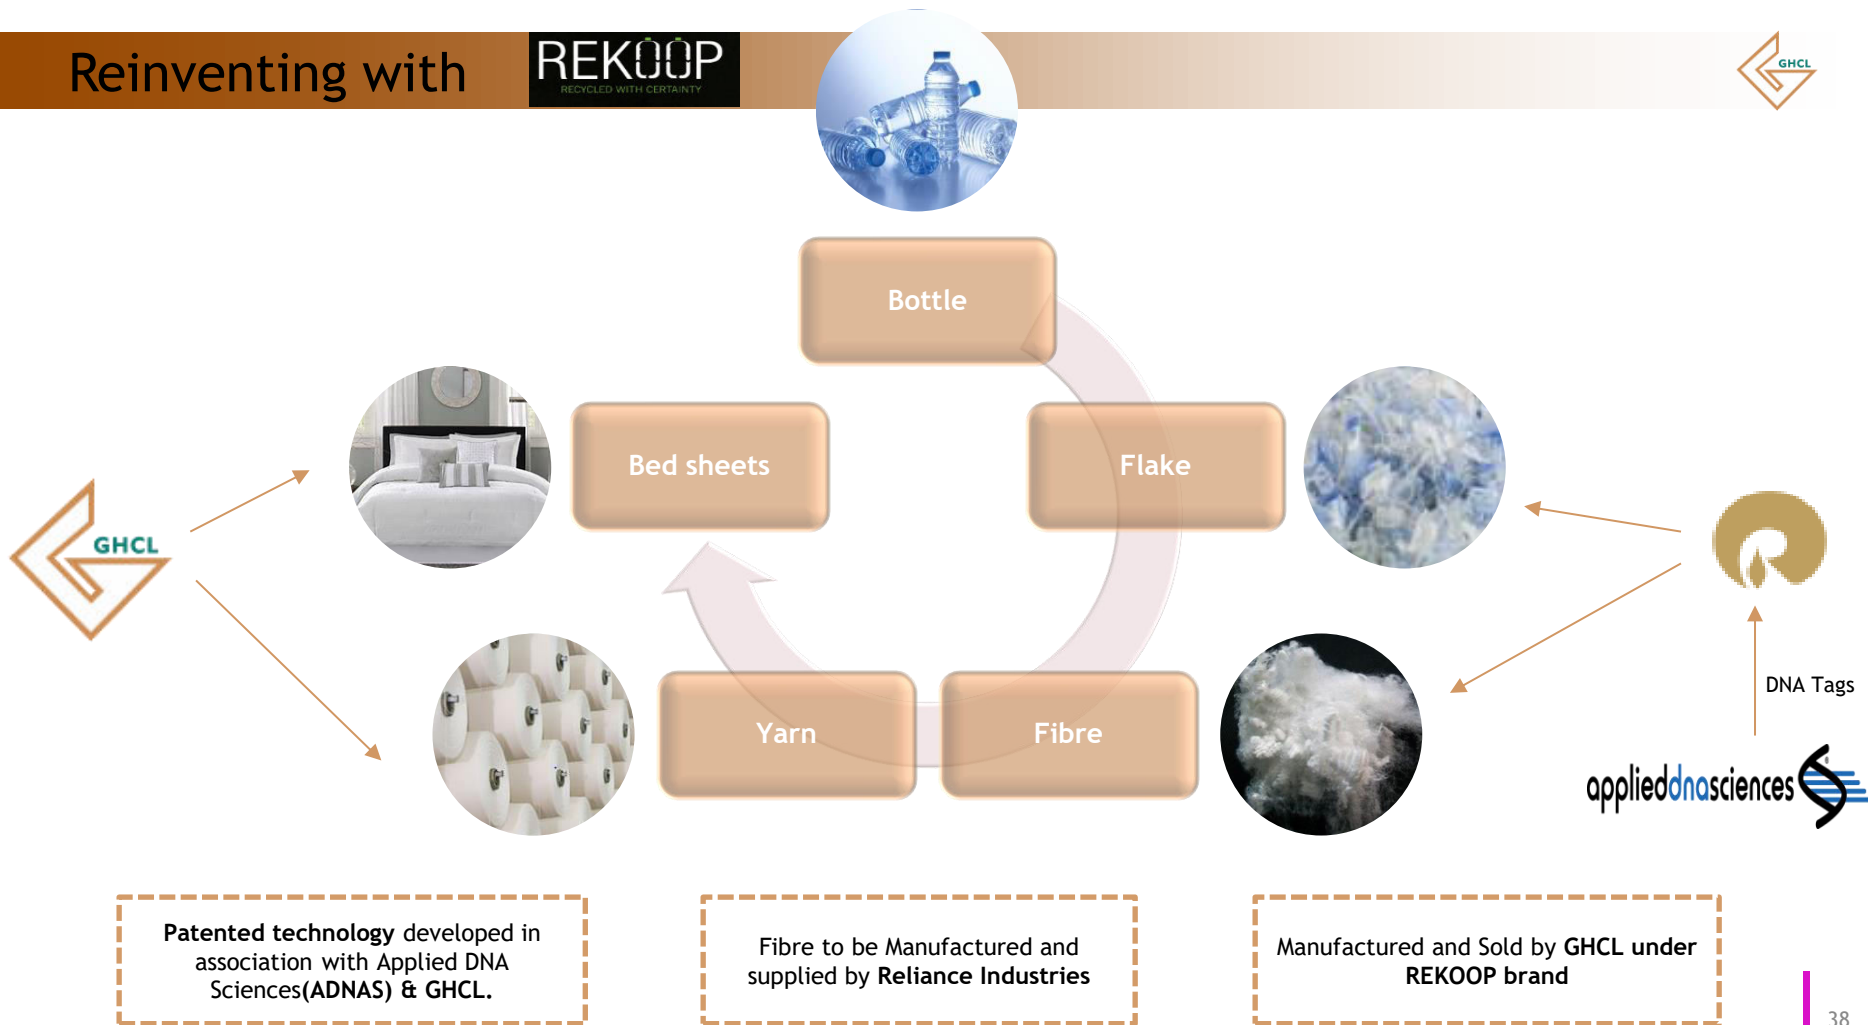 Reinventing with
REKOOP
RECYCLED WITH CERTAINTY
GHCL
Bottle
Bed sheets
Flake
GHCL
DNA Tags
Yarn
Fibre
applieddnasciences
Patented technology developed in
association with Applied DNA
Sciences(ADNAS) & GHCL.
Fibre to be Manufactured and
supplied by Reliance Industries
Manufactured and Sold by GHCL under
REKOOP brand
38